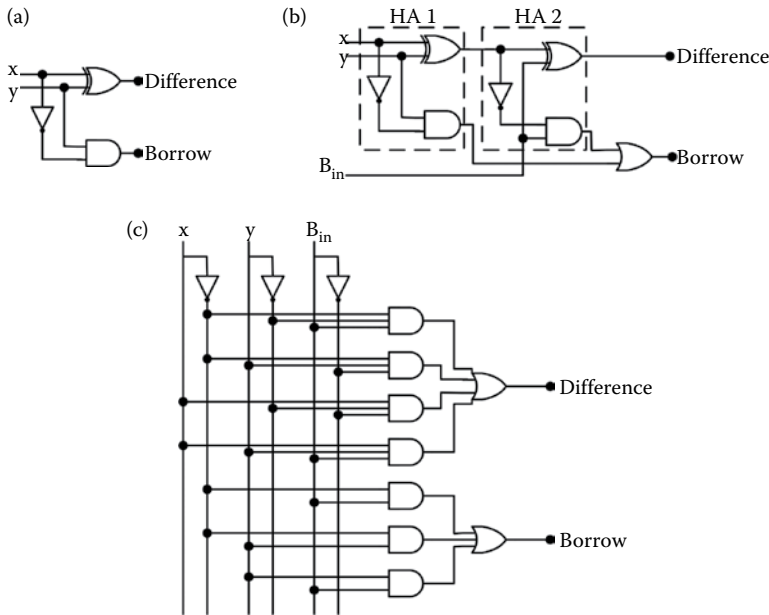 (a)
x
y
Difference
Borrow
(b)
HA 1
HA 2
x
y
Difference
Borrow
B_in
(c)
x
y
B_in
Difference
Borrow